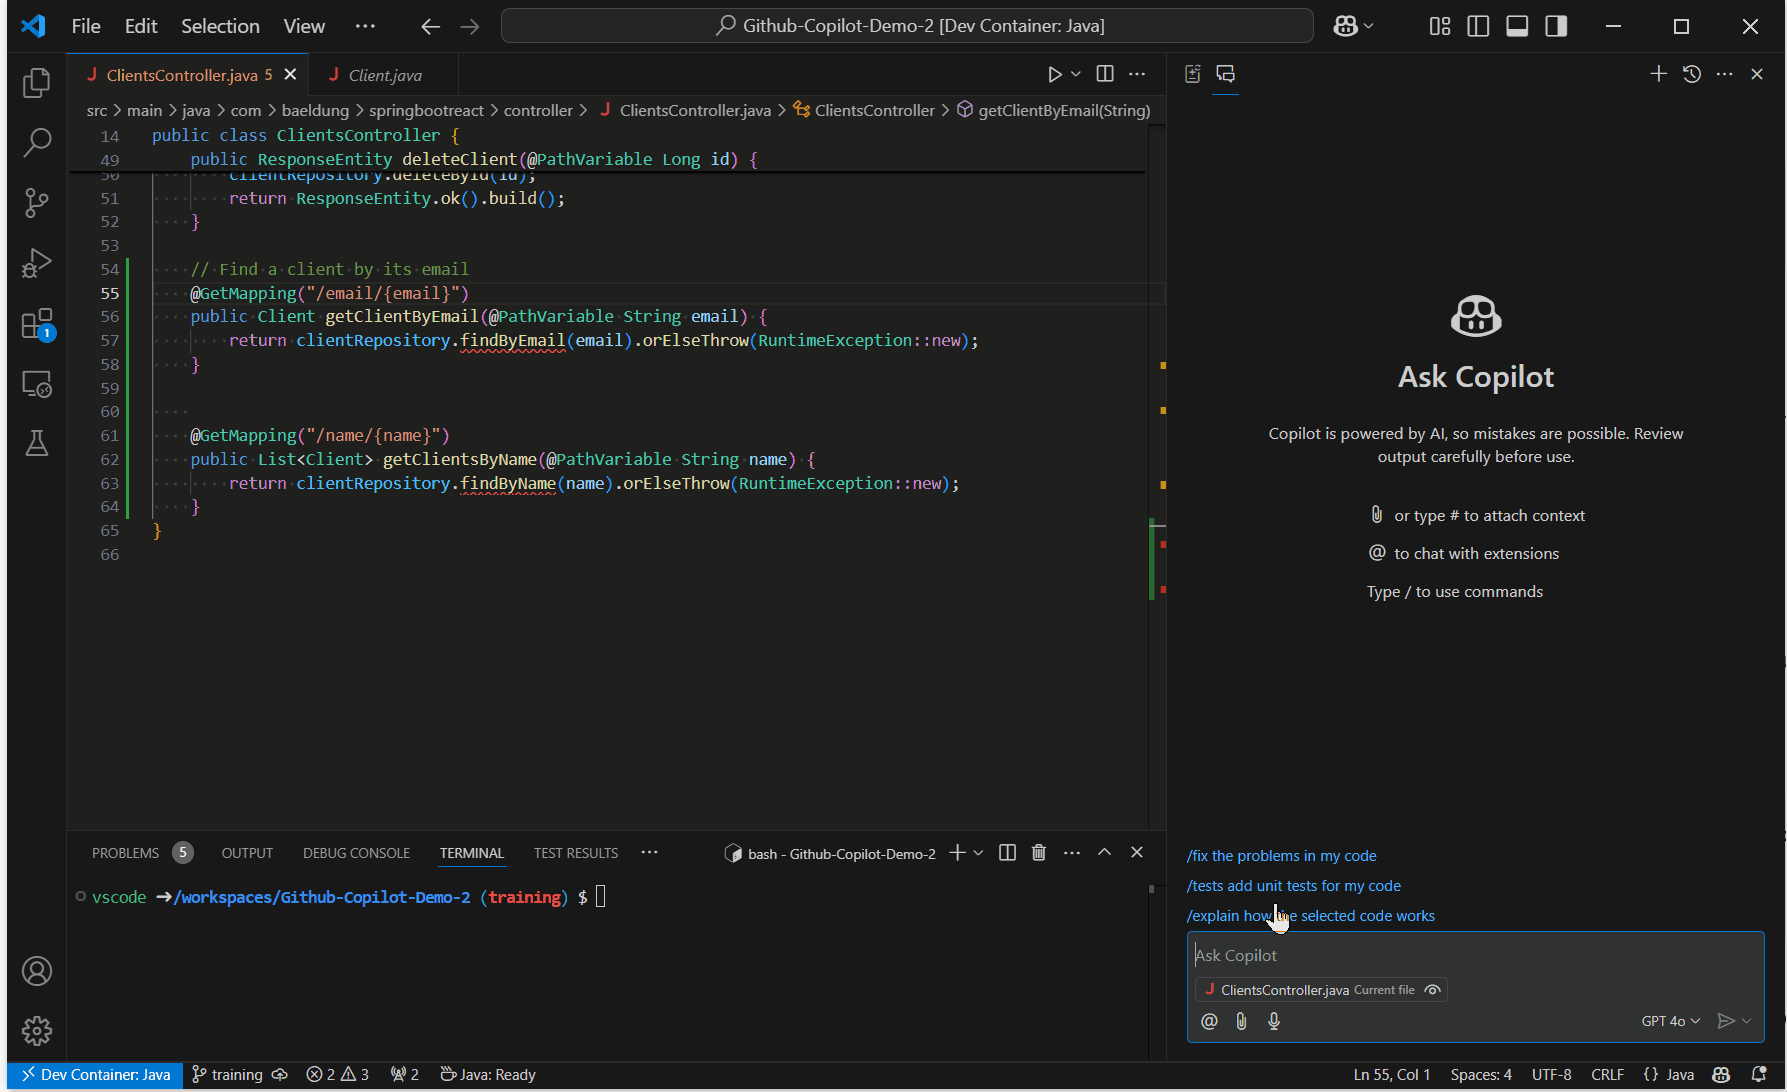 File Edit Selection View ··· Github-Copilot-Demo-2 [Dev Container: Java]
ClientsController.java 5
Client.java
src > main > java > com > baeldung > springbootreact > controller > ClientsController.java > ClientsController > getClientByEmail(String)
14 public class ClientsController {
49 public ResponseEntity deleteClient(@PathVariable Long id) {
50 clientRepository.deleteById(id);
51 return ResponseEntity.ok().build();
52 }
53
54 // Find a client by its email
55 @GetMapping("/email/{email}")
56 public Client getClientByEmail(@PathVariable String email) {
57 return clientRepository.findByEmail(email).orElseThrow(RuntimeException::new);
58 }
59
60
61 @GetMapping("/name/{name}")
62 public List<Client> getClientsByName(@PathVariable String name) {
63 return clientRepository.findByName(name).orElseThrow(RuntimeException::new);
64 }
65 }
66
1
PROBLEMS 5 OUTPUT DEBUG CONSOLE TERMINAL TEST RESULTS ··· bash - Github-Copilot-Demo-2
vscode ➜/workspaces/Github-Copilot-Demo-2 (training) $
Ask Copilot
Copilot is powered by AI, so mistakes are possible. Review
output carefully before use.
or type # to attach context
@ to chat with extensions
Type / to use commands
/fix the problems in my code
/tests add unit tests for my code
/explain how the selected code works
Ask Copilot
ClientsController.java Current file
@ GPT 4o
Dev Container: Java training 2 3 2 Java: Ready Ln 55, Col 1 Spaces: 4 UTF-8 CRLF {} Java